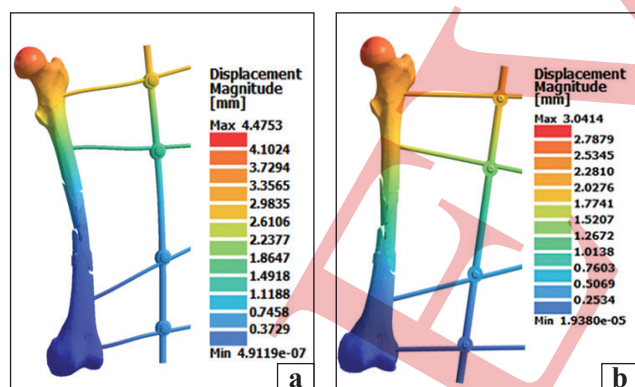 Displacement
Magnitude
[mm]
Max 4.4753
4.1024
3.7294
3.3565
2.9835
2.6106
2.2377
1.8647
1.4918
1.1188
0.7458
0.3729
Min 4.9119e-07
a
Displacement
Magnitude
[mm]
Max 3.0414
2.7879
2.5345
2.2810
2.0276
1.7741
1.5207
1.2672
1.0138
0.7603
0.5069
0.2534
Min 1.9380e-05
b